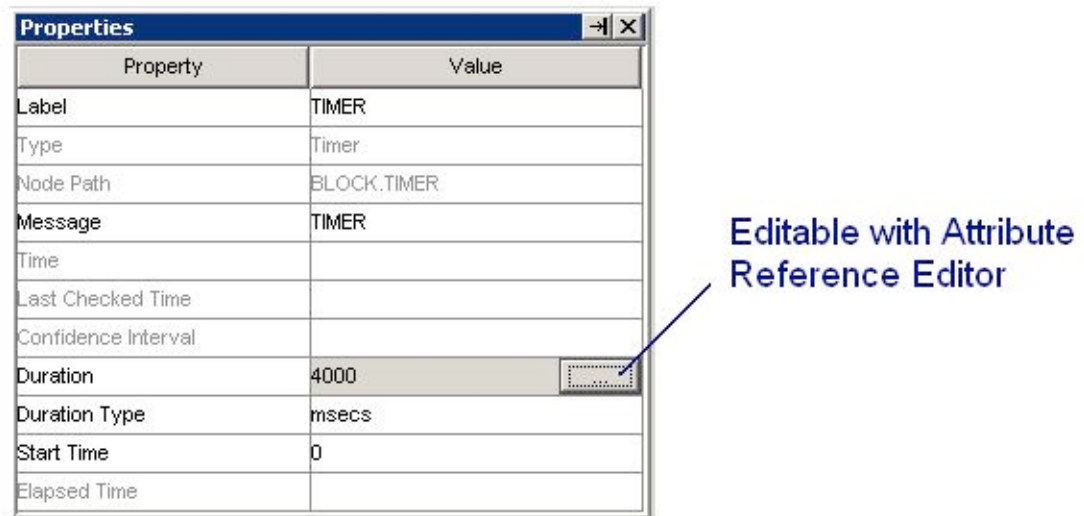 Properties
Property Value
Label TIMER
Type Timer
Node Path BLOCK.TIMER
Message TIMER
Time
Last Checked Time
Confidence Interval
Duration 4000 ...
Duration Type msecs
Start Time 0
Elapsed Time
Editable with Attribute
Reference Editor